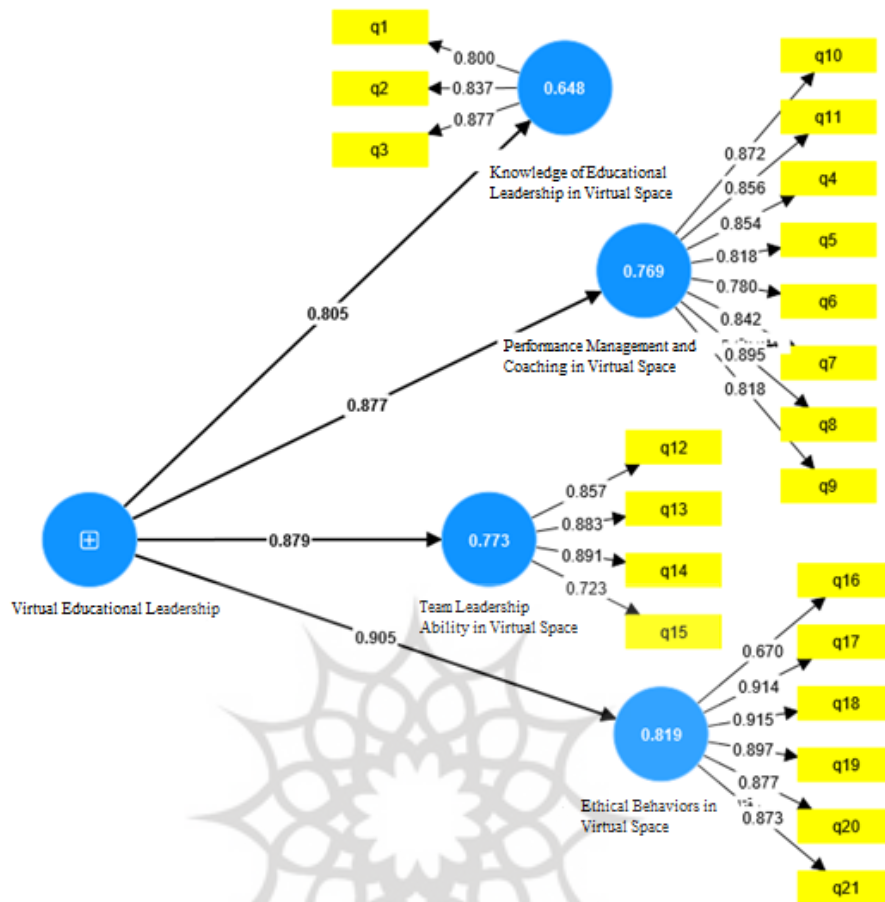 q1
0.800
q2
0.837
q3
0.877
0.648
Knowledge of Educational
Leadership in Virtual Space
q10
0.872
q11
0.856
q4
0.854
q5
0.818
q6
0.780
q7
0.842
q8
0.895
q9
0.818
0.769
Performance Management and
Coaching in Virtual Space
0.805
0.877
0.879
0.905
Virtual Educational Leadership
q12
0.857
q13
0.883
q14
0.891
q15
0.723
0.773
Team Leadership
Ability in Virtual Space
q16
0.670
q17
0.914
q18
0.915
q19
0.897
q20
0.877
q21
0.873
0.819
Ethical Behaviors in
Virtual Space